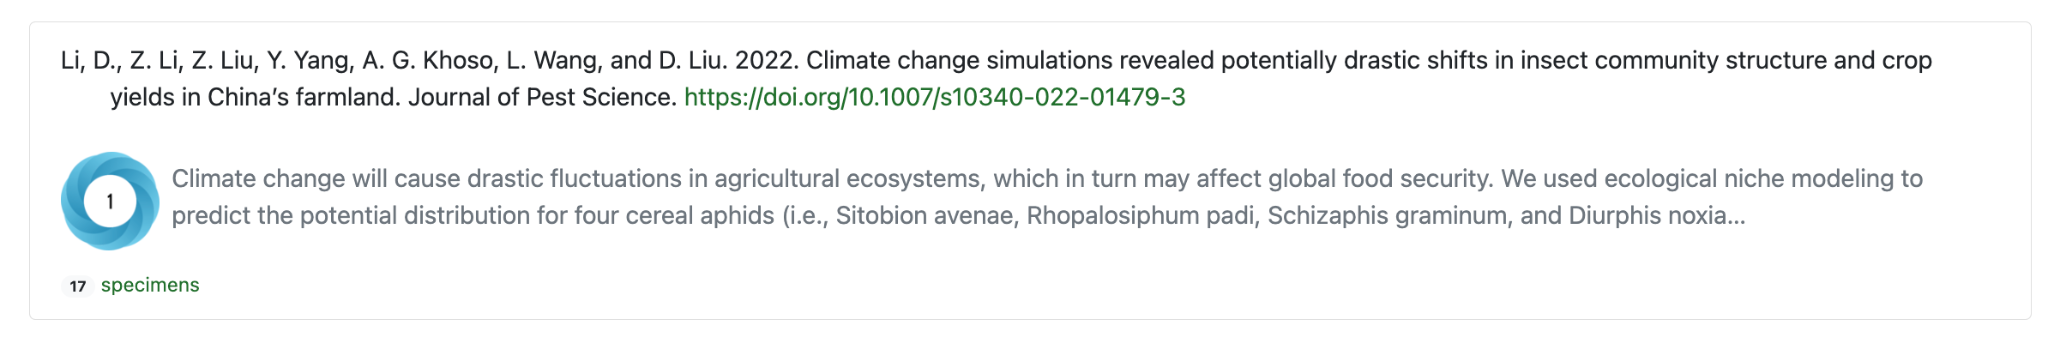 Li, D., Z. Li, Z. Liu, Y. Yang, A. G. Khoso, L. Wang, and D. Liu. 2022. Climate change simulations revealed potentially drastic shifts in insect community structure and crop
yields in China’s farmland. Journal of Pest Science. https://doi.org/10.1007/s10340-022-01479-3
1
Climate change will cause drastic fluctuations in agricultural ecosystems, which in turn may affect global food security. We used ecological niche modeling to
predict the potential distribution for four cereal aphids (i.e., Sitobion avenae, Rhopalosiphum padi, Schizaphis graminum, and Diurphis noxia...
17 specimens